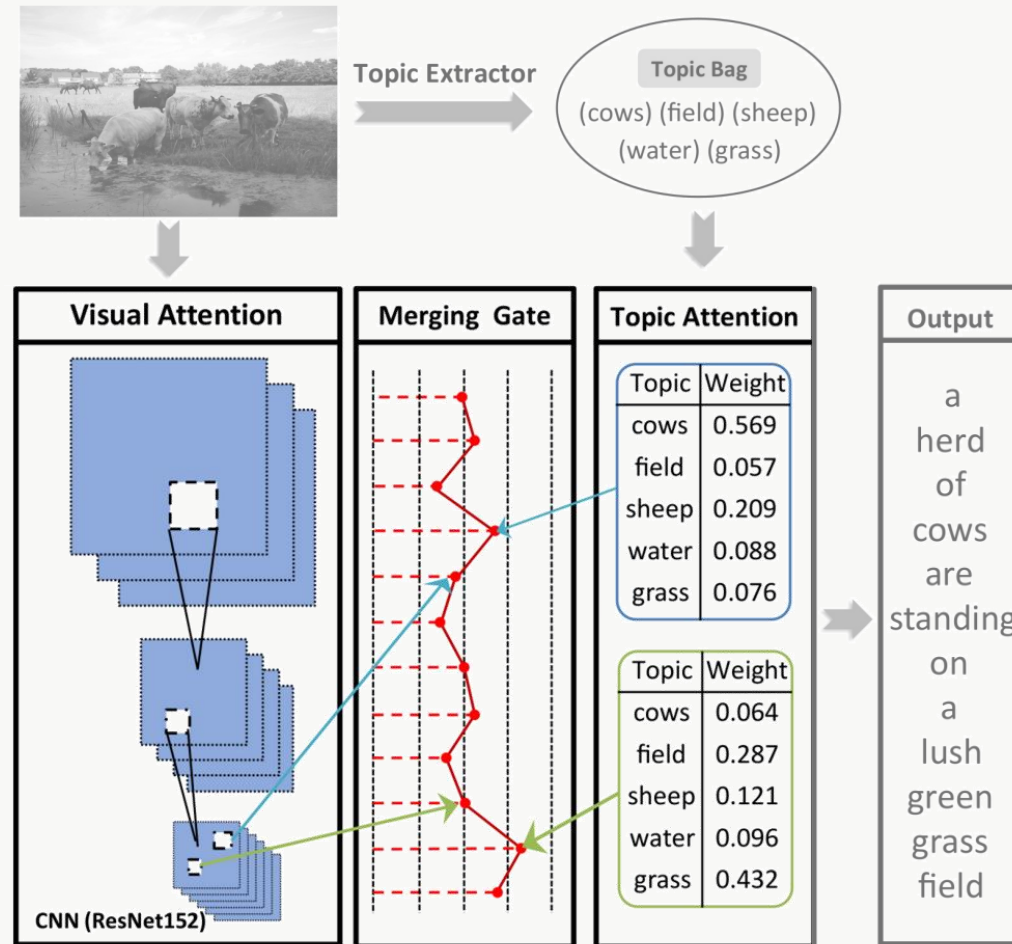 Topic Extractor
Topic Bag
(cows) (field) (sheep)
(water) (grass)
Visual Attention
CNN (ResNet152)
Merging Gate
Topic Attention
Topic Weight
cows 0.569
field 0.057
sheep 0.209
water 0.088
grass 0.076
Topic Weight
cows 0.064
field 0.287
sheep 0.121
water 0.096
grass 0.432
Output
a
herd
of
cows
are
standing
on
a
lush
green
grass
field